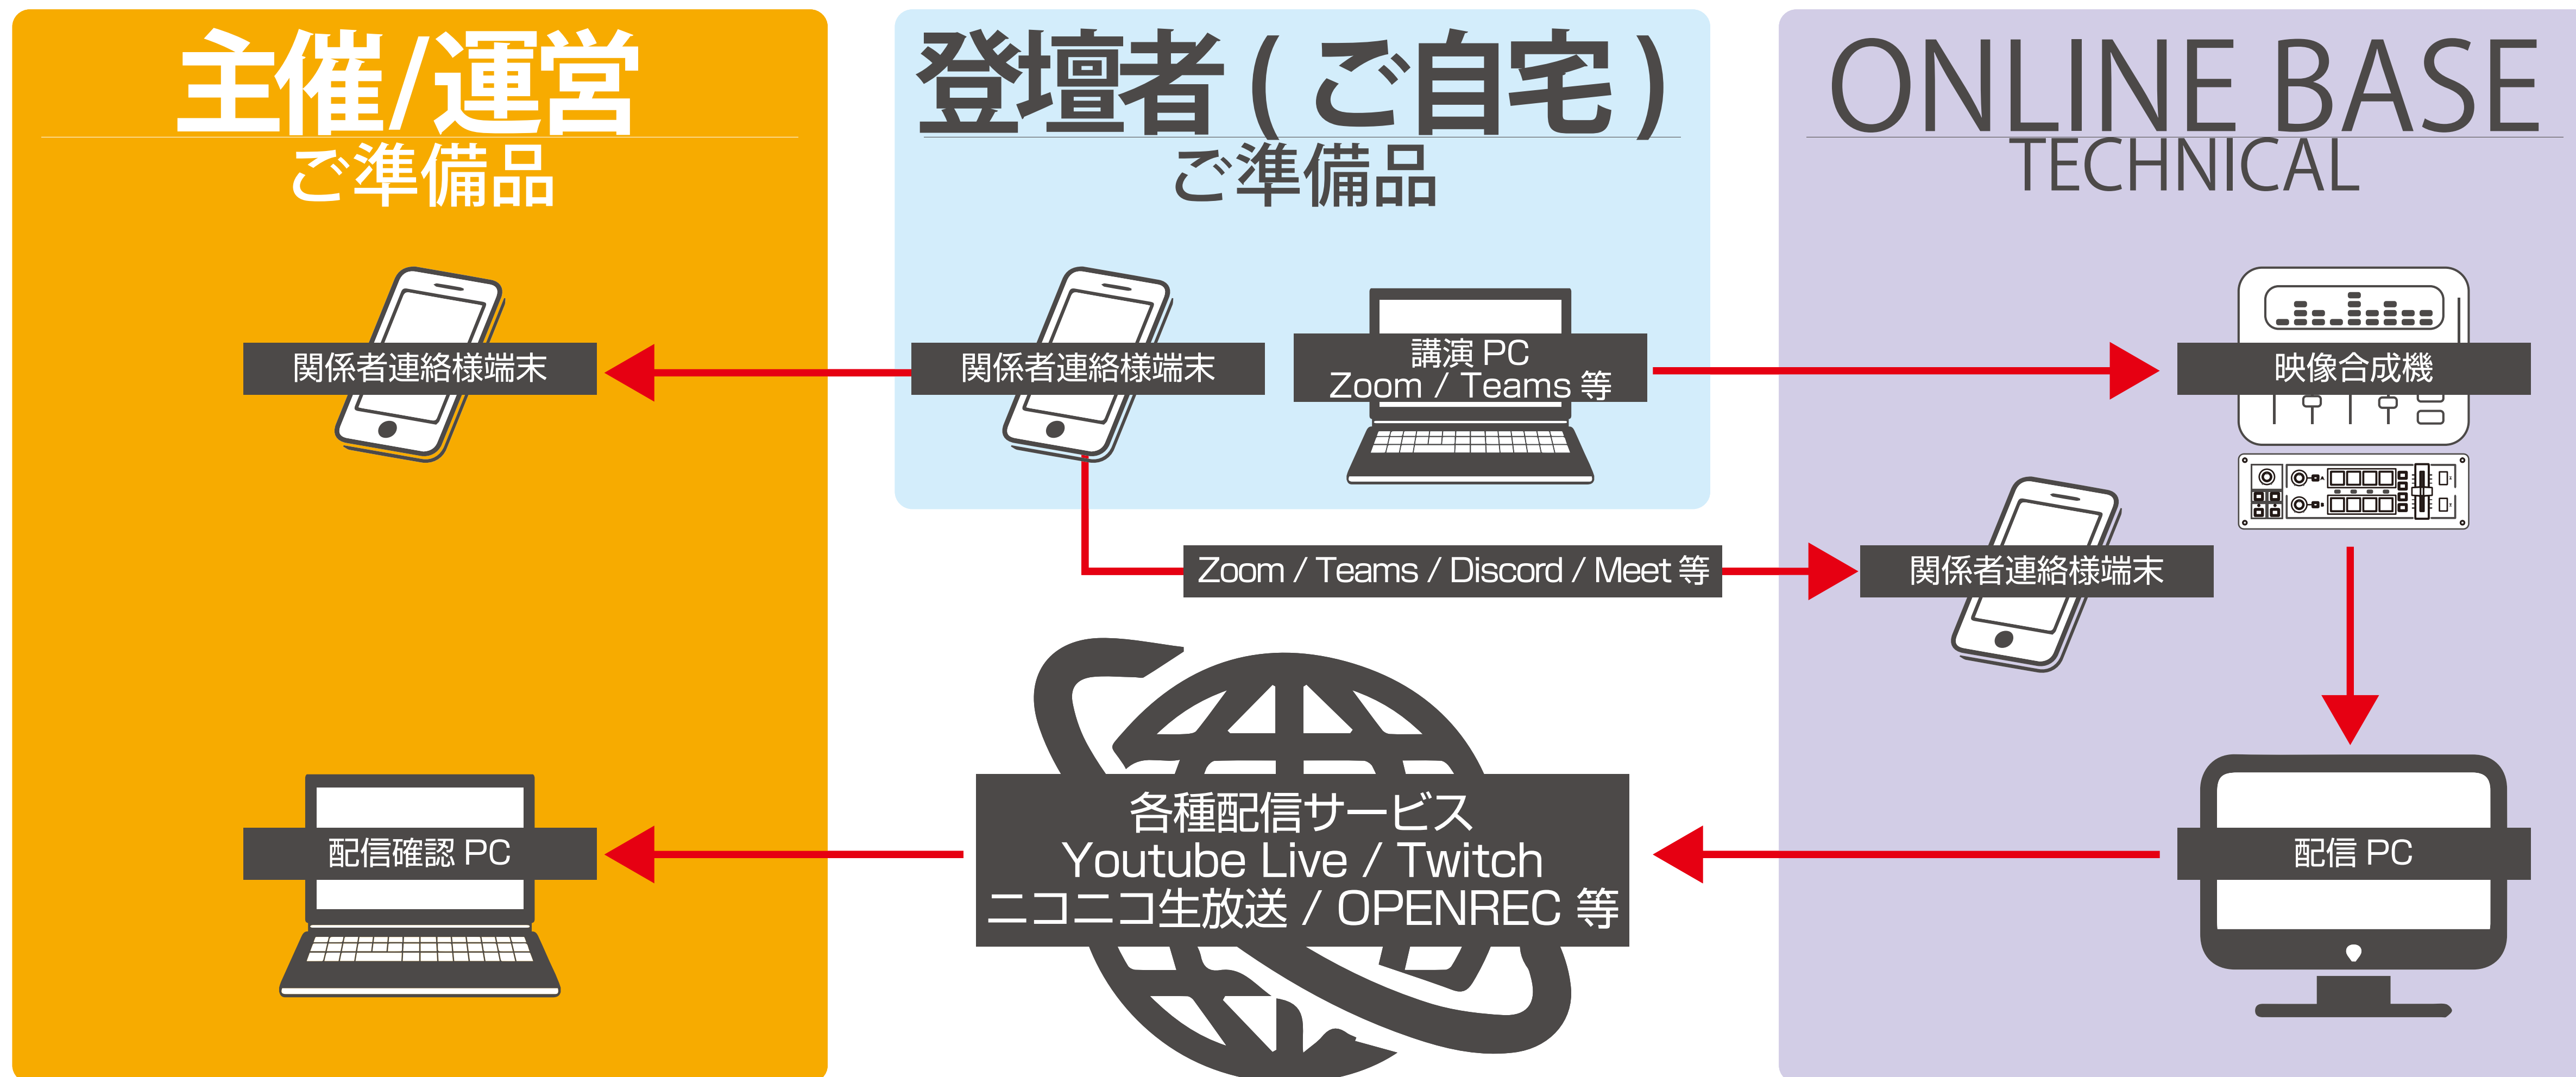 主催/運営
ご準備品
登壇者 ( ご自宅 )
ご準備品
ONLINE BASE
TECHNICAL
関係者連絡様端末
関係者連絡様端末
講演 PC
Zoom / Teams 等
映像合成機
Zoom / Teams / Discord / Meet 等
関係者連絡様端末
配信確認 PC
各種配信サービス
Youtube Live / Twitch
ニコニコ生放送 / OPENREC 等
配信 PC